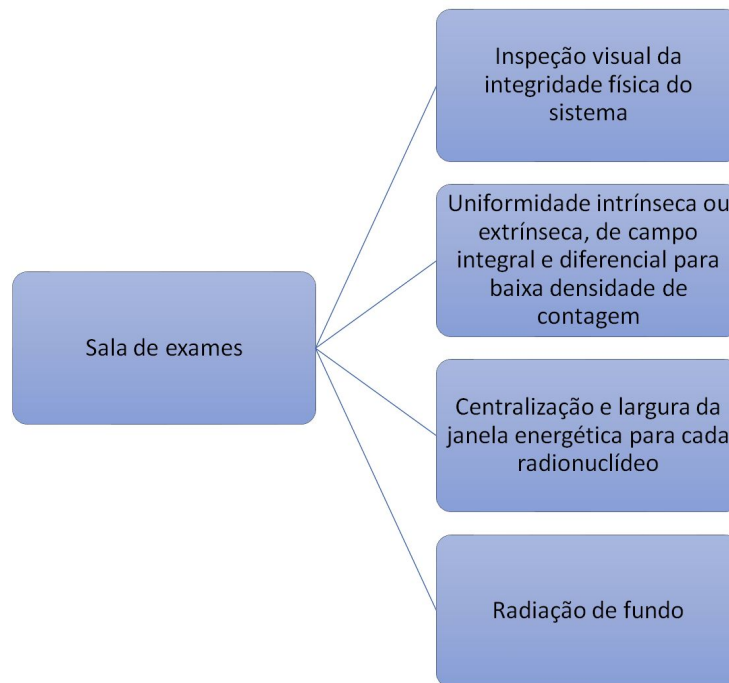 Inspeção visual da
integridade física do
sistema
Uniformidade intrínseca ou
extrínseca, de campo
integral e diferencial para
baixa densidade de
contagem
Sala de exames
Centralização e largura da
janela energética para cada
radionuclídeo
Radiação de fundo